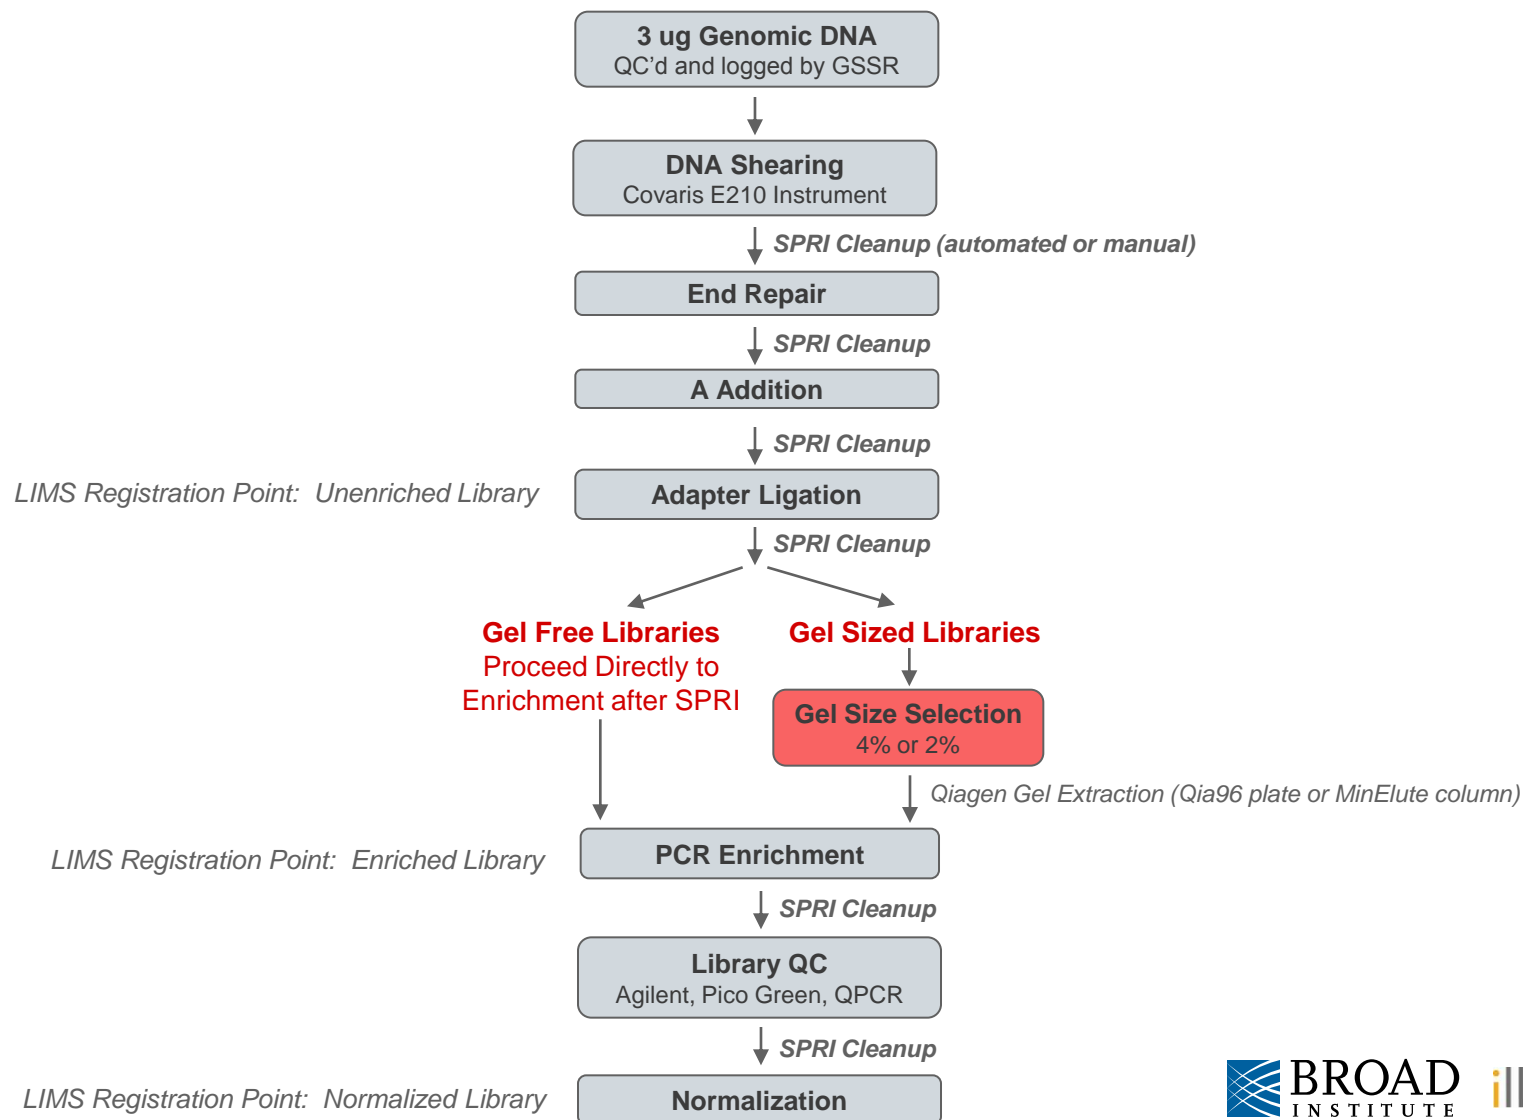 3 ug Genomic DNA
QC'd and logged by GSSR
DNA Shearing
Covaris E210 Instrument
SPRI Cleanup (automated or manual)
End Repair
SPRI Cleanup
A Addition
SPRI Cleanup
LIMS Registration Point: Unenriched Library
Adapter Ligation
SPRI Cleanup
Gel Free Libraries
Proceed Directly to
Enrichment after SPRI
Gel Sized Libraries
Gel Size Selection
4% or 2%
Qiagen Gel Extraction (Qia96 plate or MinElute column)
LIMS Registration Point: Enriched Library
PCR Enrichment
SPRI Cleanup
Library QC
Agilent, Pico Green, QPCR
SPRI Cleanup
LIMS Registration Point: Normalized Library
Normalization
BROAD
INSTITUTE
ill